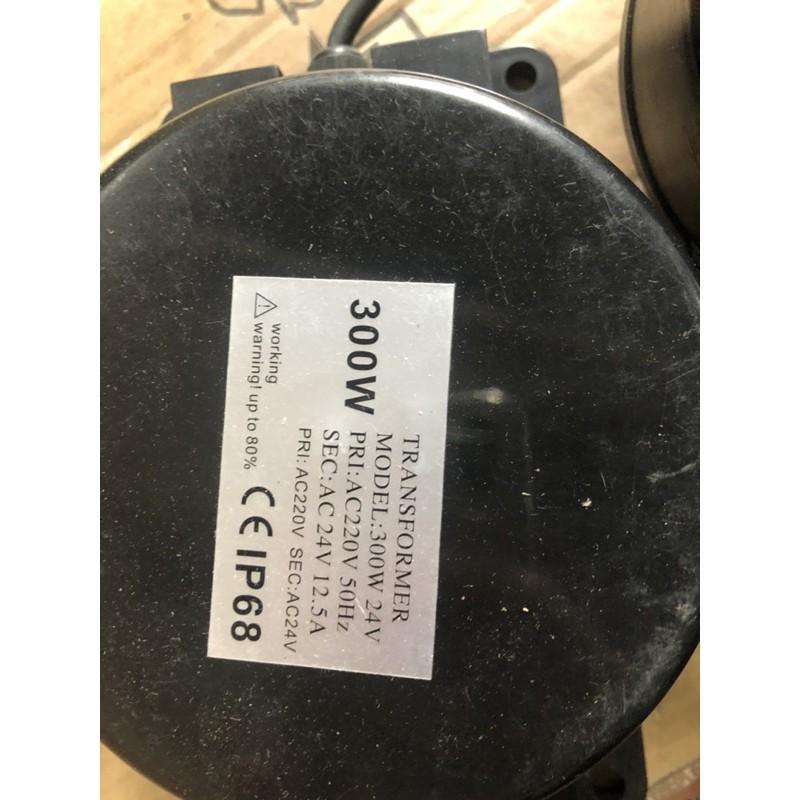 TRANSFORMER
MODEL:300W 24V
300W
PRI:AC220V 50Hz
SEC:AC 24V 12.5A
PRI: AC220V SEC:AC24V
working
warning! up to 80%
CE IP68